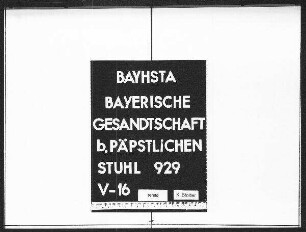 BAYHSTA
BAYERISCHE
GESANDTSCHAFT
b. PÄPSTLICHEN
STUHL 929
V-16